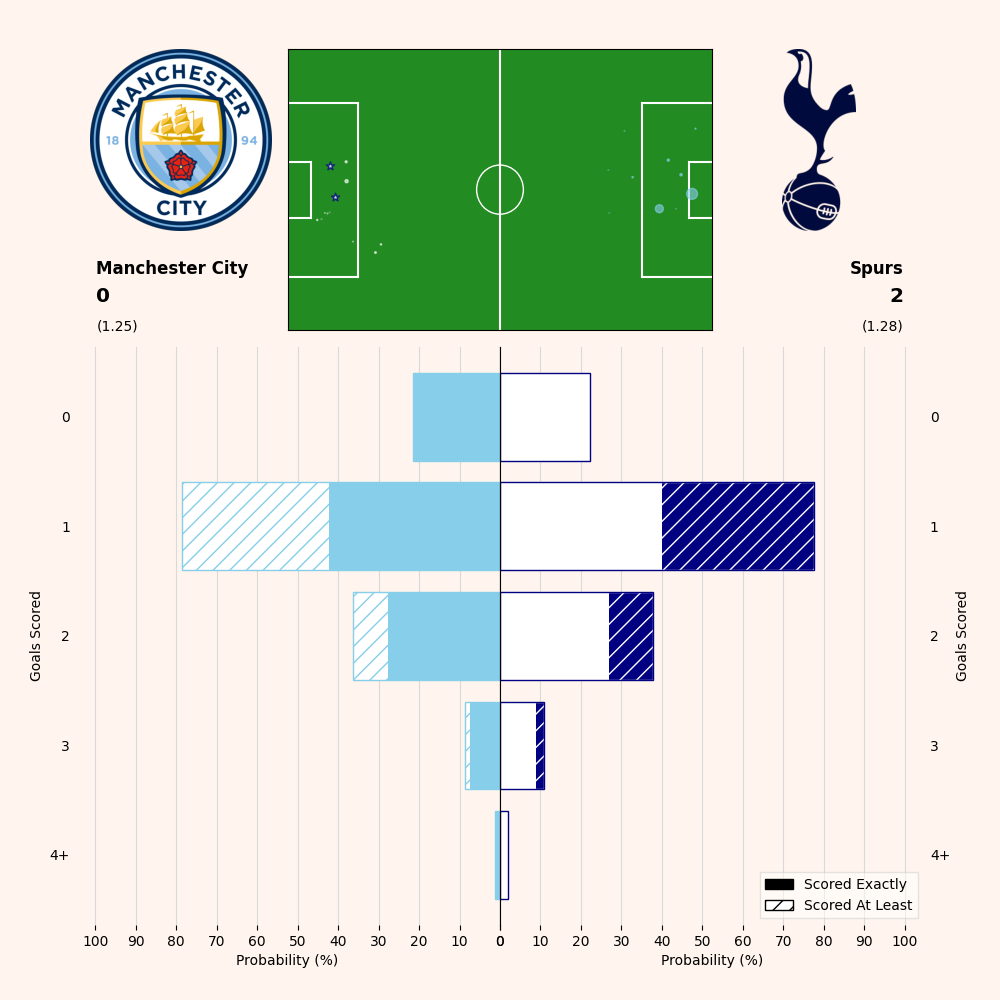 MANCHESTER
18 94
CITY
Manchester City
0
(1.25)
Spurs
2
(1.28)
Goals Scored
0
1
2
3
4+
0
1
2
3
4+
Goals Scored
Scored Exactly
Scored At Least
100 90 80 70 60 50 40 30 20 10 0
0 10 20 30 40 50 60 70 80 90 100
Probability (%)
Probability (%)